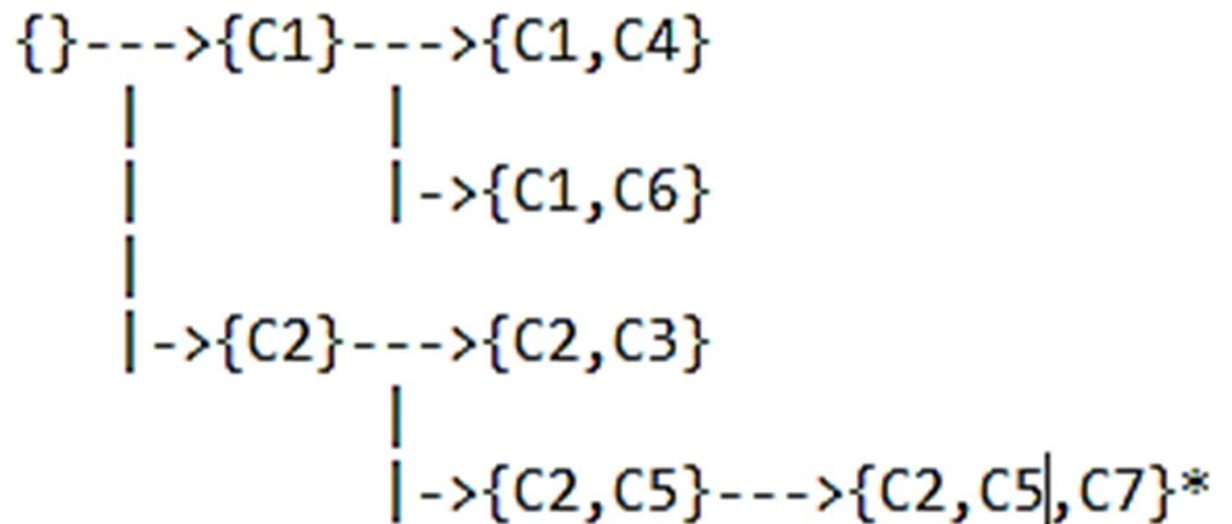 {}--->{C1}--->{C1,C4}
|          |
|          |->{C1,C6}
|
|->{C2}--->{C2,C3}
|
|->{C2,C5}--->{C2,C5,C7}*